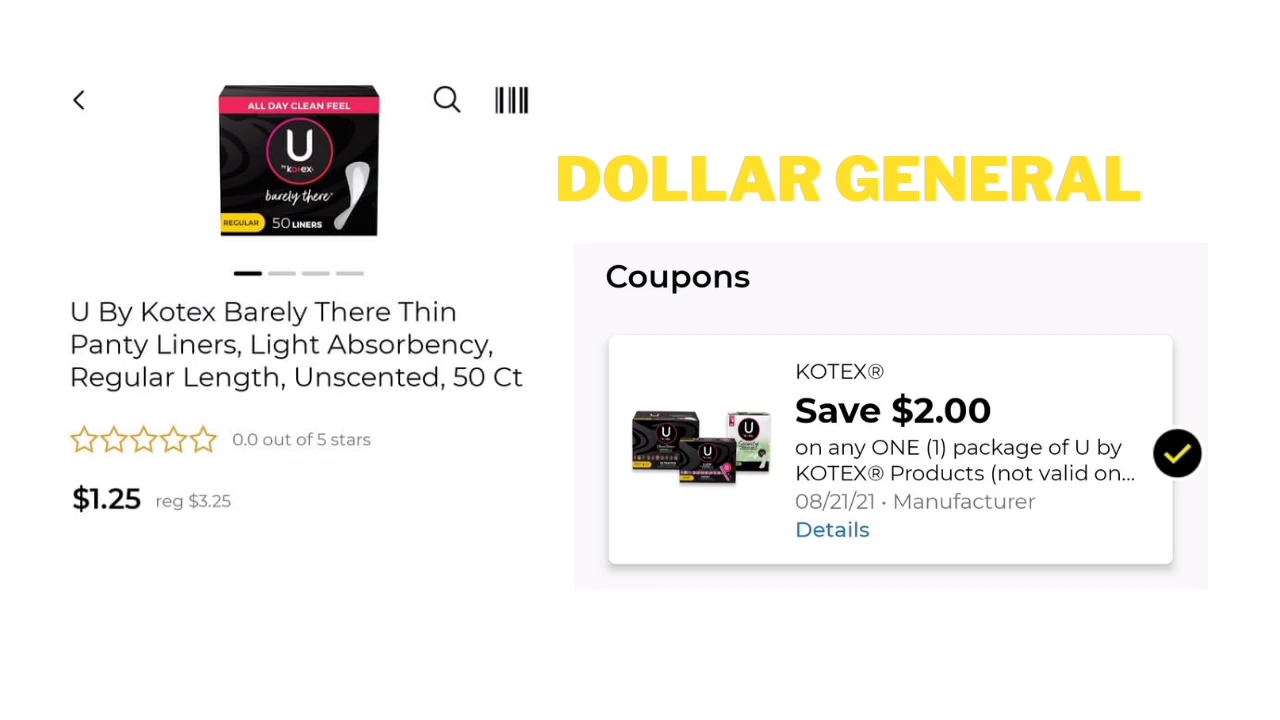 ALL DAY CLEAN FEEL
U
BY kotex®
barely there®
REGULAR
50 LINERS
U By Kotex Barely There Thin
Panty Liners, Light Absorbency,
Regular Length, Unscented, 50 Ct
0.0 out of 5 stars
$1.25 reg $3.25
DOLLAR GENERAL
Coupons
KOTEX®
Save $2.00
on any ONE (1) package of U by
KOTEX® Products (not valid on...
08/21/21 • Manufacturer
Details